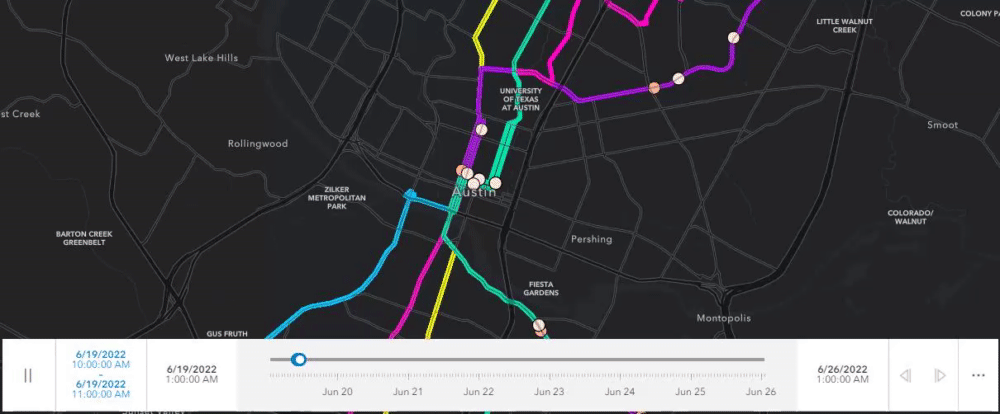 LITTLE WALNUT
CREEK
COLONY PA
West Lake Hills
UNIVERSITY
OF TEXAS
AT AUSTIN
st Creek
Smoot
Rollingwood
ZILKER
METROPOLITAN
PARK
Austin
BARTON CREEK
GREENBELT
COLORADO/
WALNUT
Pershing
FIESTA
GARDENS
Montopolis
GUS FRUTH
6/19/2022
10:00:00 AM
-
6/19/2022
11:00:00 AM
6/19/2022
1:00:00 AM
Jun 20
Jun 21
Jun 22
Jun 23
Jun 24
Jun 25
Jun 26
6/26/2022
1:00:00 AM